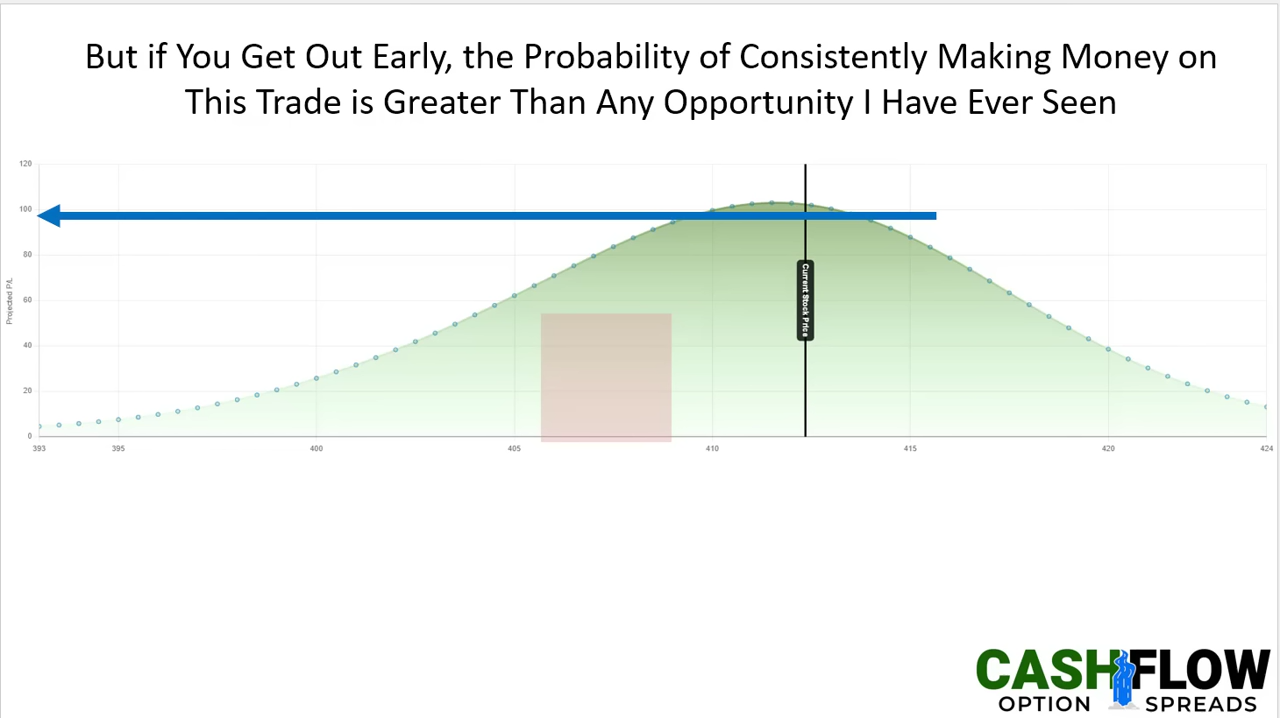 But if You Get Out Early, the Probability of Consistently Making Money on
This Trade is Greater Than Any Opportunity I Have Ever Seen
120
100
80
60
40
20
0
Projected P/L
Current Stock Price
393 395 400 405 410 415 420 424
CASHFLOW
OPTION SPREADS